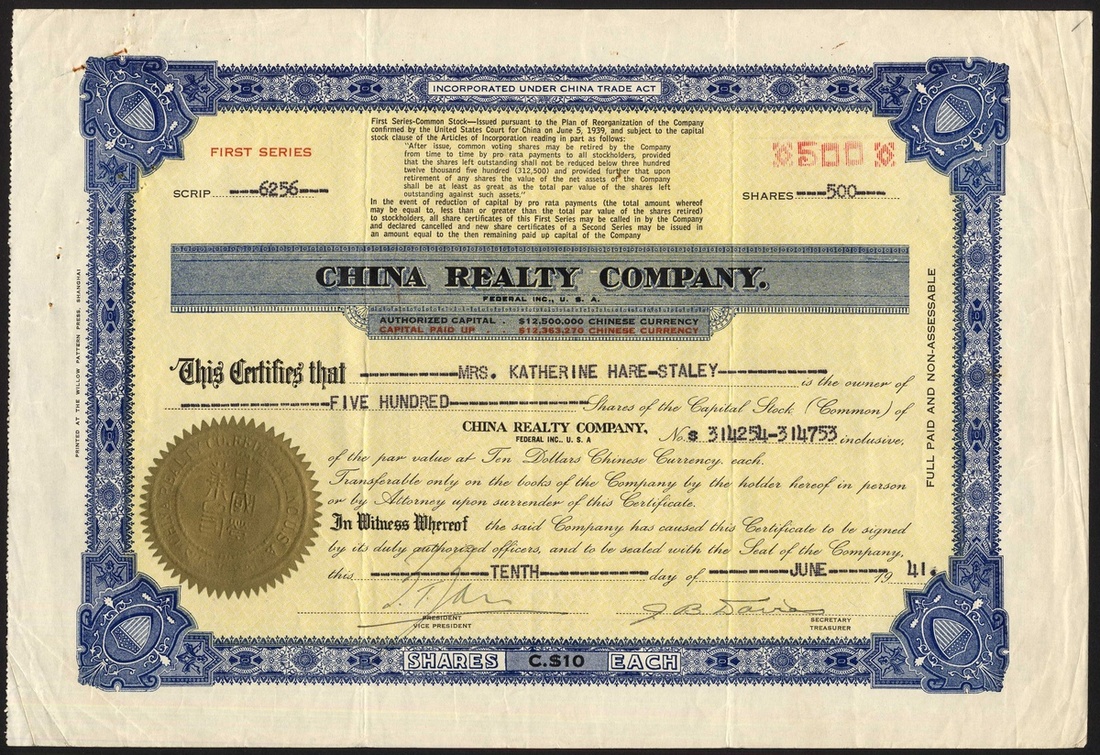 INCORPORATED UNDER CHINA TRADE ACT
First Series-Common Stock—Issued pursuant to the Plan of Reorganization of the Company
confirmed by the United States Court for China on June 5, 1939, and subject to the capital
stock clause of the Articles of Incorporation reading in part as follows:
"After issue, common voting shares may be retired by the Company
from time to time by pro rata payments to all stockholders, provided
that the shares left outstanding shall not be reduced below three hundred
twelve thousand five hundred (312,500) and provided further that upon
retirement of any shares the value of the net assets of the Company
shall be at least as great as the total par value of the shares left
outstanding against such assets."
In the event of reduction of capital by pro rata payments (the total amount whereof
may be equal to, less than or greater than the total par value of the shares retired)
to stockholders, all share certificates of this First Series may be called in by the Company
and declared cancelled and new share certificates of a Second Series may be issued in
an amount equal to the then remaining paid up capital of the Company
FIRST SERIES
500
SCRIP 6256
SHARES 500
CHINA REALTY COMPANY.
FEDERAL INC., U. S. A.
AUTHORIZED CAPITAL . $12,500,000 CHINESE CURRENCY
CAPITAL PAID UP . $12,363,270 CHINESE CURRENCY
This Certifies that MRS. KATHERINE HARE-STALEY is the owner of
FIVE HUNDRED Shares of the Capital Stock (Common) of
CHINA REALTY COMPANY, No. s 314254-314753 inclusive,
FEDERAL INC.. U. S. A
of the par value at Ten Dollars Chinese Currency. each.
Transferable only on the books of the Company by the holder hereof in person
or by Attorney upon surrender of this Certificate.
In Witness Whereof the said Company has caused this Certificate to be signed
by its duly authorized officers, and to be sealed with the Seal of the Company,
this TENTH day of JUNE 19 41.
J B Davies
PRESIDENT
VICE PRESIDENT
SECRETARY
TREASURER
SHARES C.$10 EACH
PRINTED AT THE WILLOW PATTERN PRESS, SHANGHAI
FULL PAID AND NON-ASSESSABLE